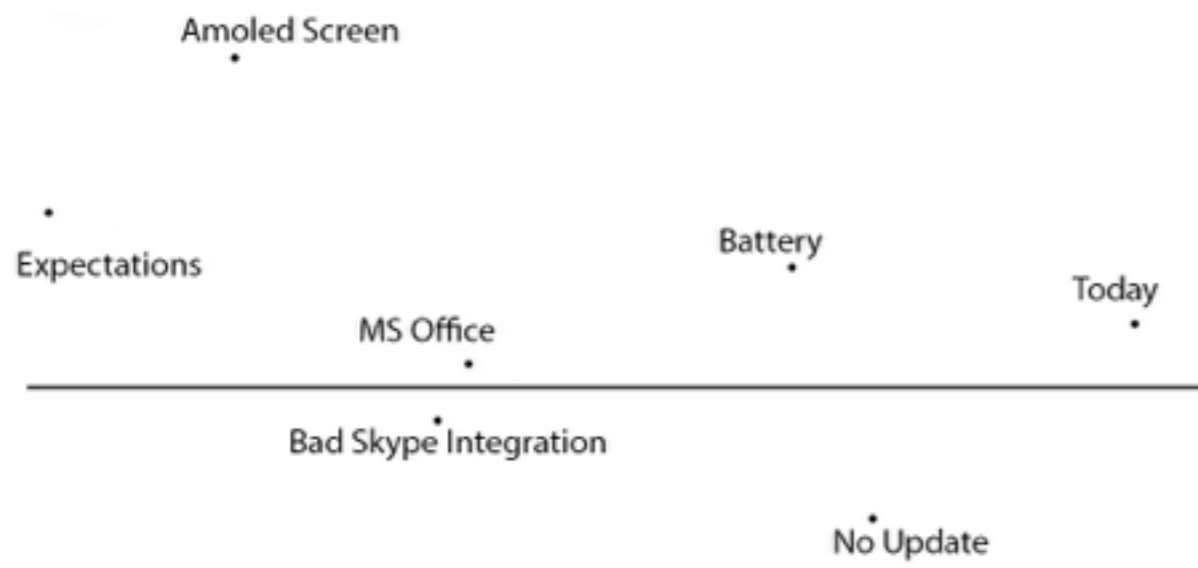 Amoled Screen
Expectations
Battery
Today
MS Office
Bad Skype Integration
No Update